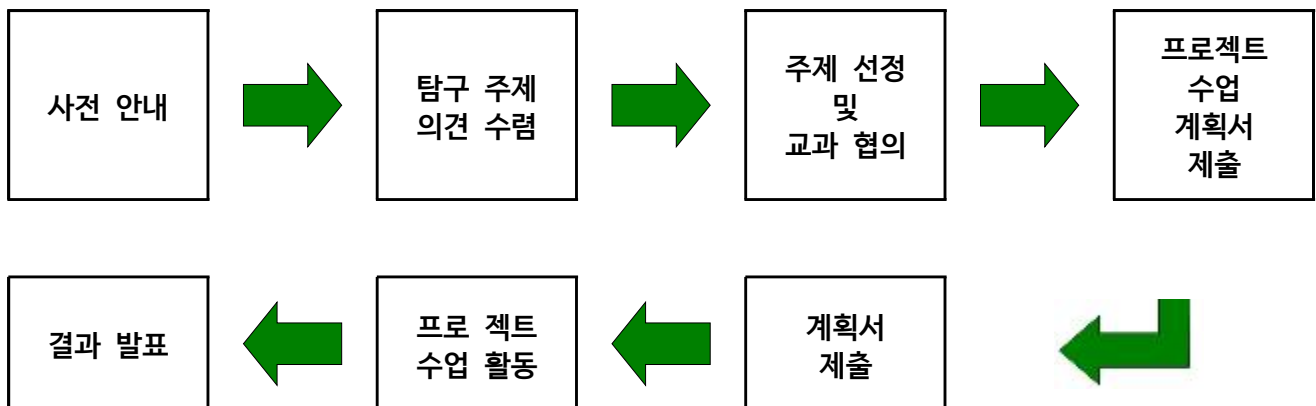 사전 안내
탐구 주제
의견 수렴
주제 선정
및
교과 협의
프로젝트
수업
계획서
제출
결과 발표
프로 젝트
수업 활동
계획서
제출